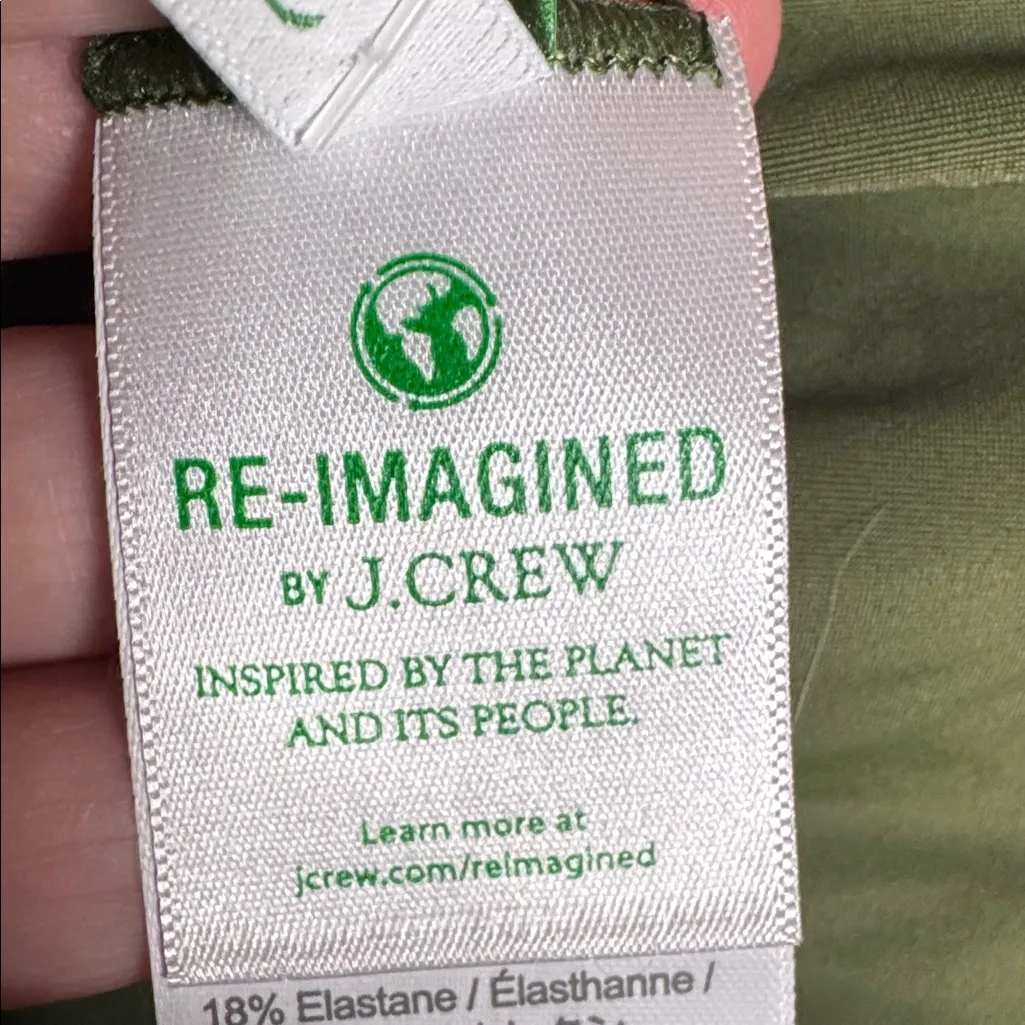 RE-IMAGINED
BY J.CREW
INSPIRED BY THE PLANET
AND ITS PEOPLE.
Learn more at
jcrew.com/reImagined
18% Elastane / Élasthanne /